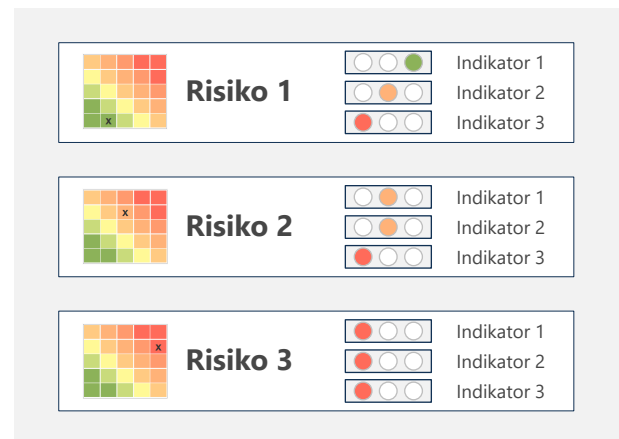 x
Risiko 1
Indikator 1
Indikator 2
Indikator 3
x
Risiko 2
Indikator 1
Indikator 2
Indikator 3
x
Risiko 3
Indikator 1
Indikator 2
Indikator 3